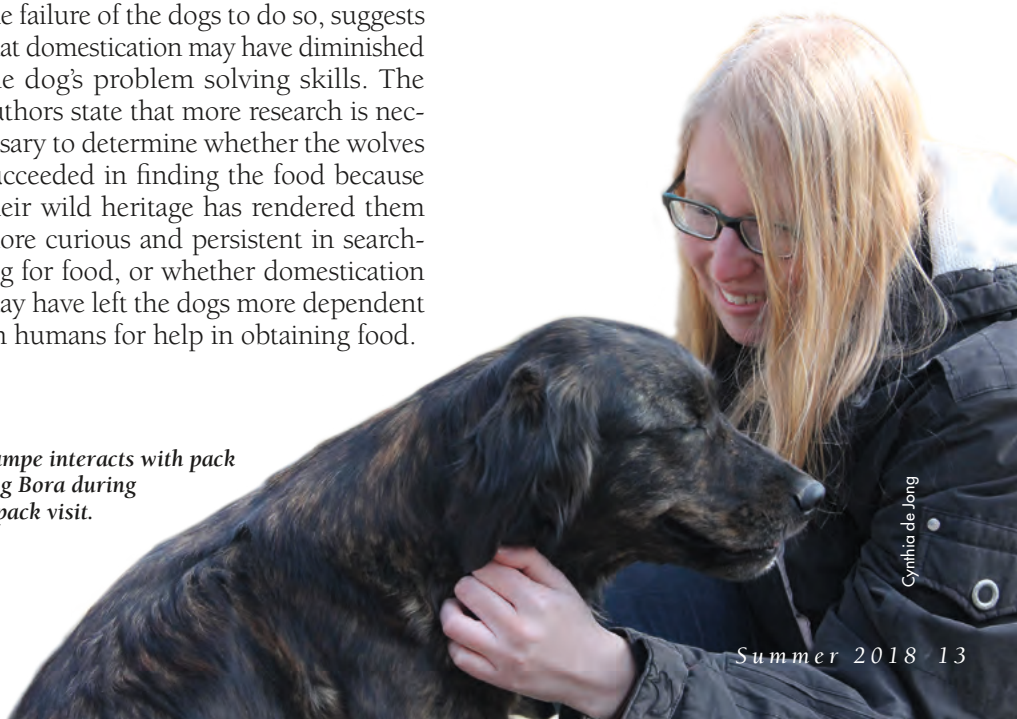 e failure of the dogs to do so, suggests
at domestication may have diminished
e dog's problem solving skills. The
uthors state that more research is nec-
sary to determine whether the wolves
ucceeded in finding the food because
eir wild heritage has rendered them
ore curious and persistent in search-
g for food, or whether domestication
ay have left the dogs more dependent
n humans for help in obtaining food.
ampe interacts with pack
g Bora during
pack visit.
Cynthia de Jong
Summer 2018 13